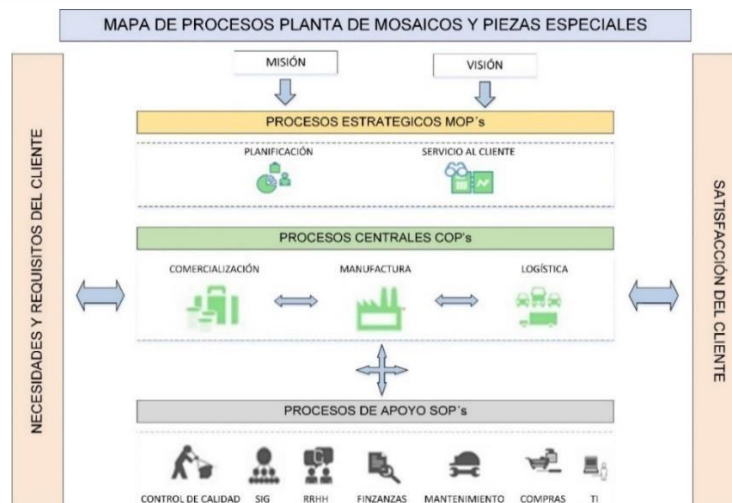 MAPA DE PROCESOS PLANTA DE MOSAICOS Y PIEZAS ESPECIALES
MISIÓN
VISIÓN
NECESIDADES Y REQUISITOS DEL CLIENTE
PROCESOS ESTRATEGICOS MOP´s
PLANIFICACIÓN
SERVICIO AL CLIENTE
PROCESOS CENTRALES COP's
COMERCIALIZACIÓN
MANUFACTURA
LOGÍSTICA
PROCESOS DE APOYO SOP´s
CONTROL DE CALIDAD
SIG
RRHH
FINZANZAS
MANTENIMIENTO
COMPRAS
TI
SATISFACCIÓN DEL CLIENTE